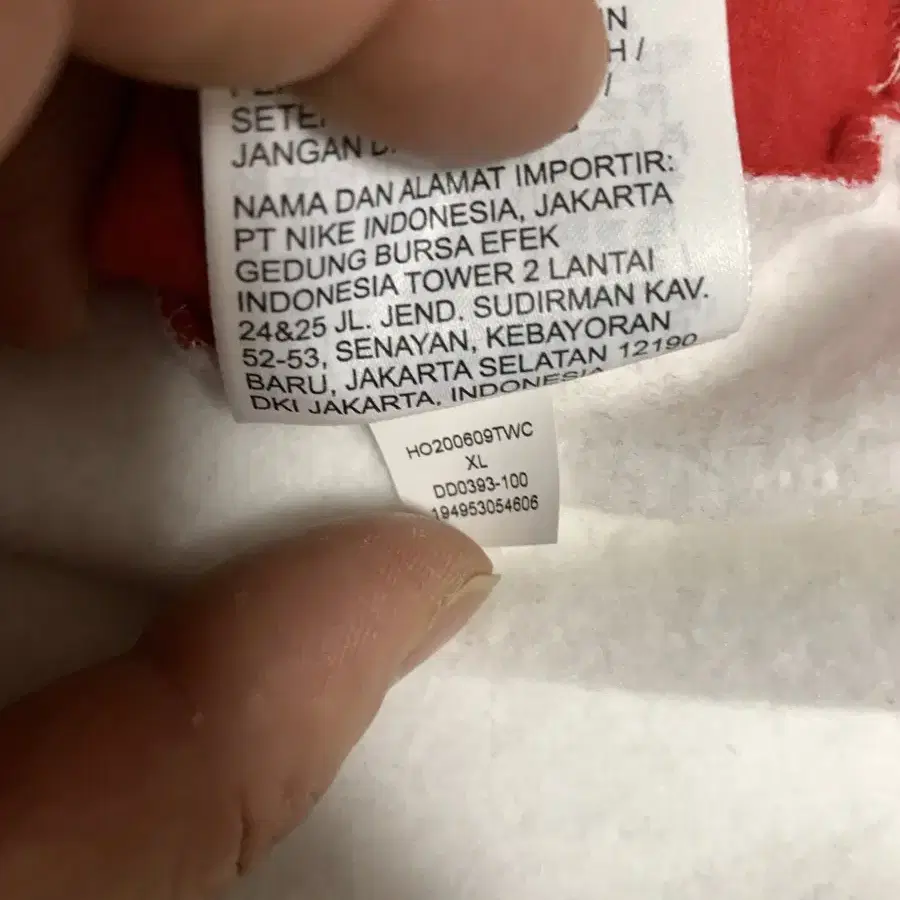 N
H /
/
JANGAN
NAMA DAN ALAMAT IMPORTIR:
PT NIKE INDONESIA, JAKARTA
GEDUNG BURSA EFEK
INDONESIA TOWER 2 LANTAI
24&25 JL. JEND. SUDIRMAN KAV.
52-53, SENAYAN, KEBAYORAN
BARU, JAKARTA SELATAN 12190
DKI JAKARTA, INDONESIA
HO200609TWC
XL
DD0393-100
194953054606